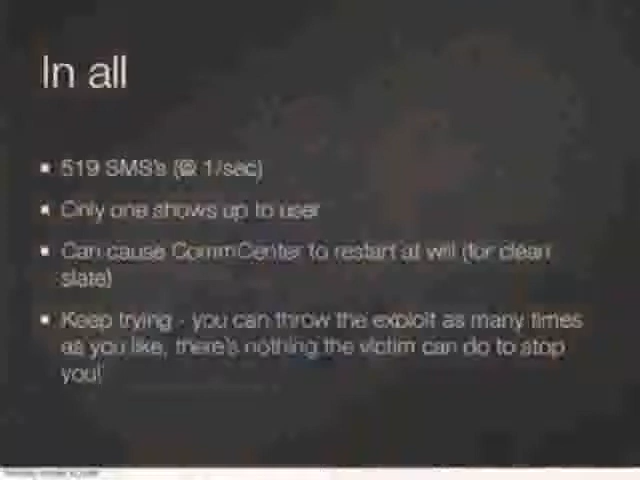 In all
519 SMS's (@ 1/sec)
Only one shows up to user
Can cause CommCenter to restart at will (for clean
slate)
Keep trying - you can throw the exploit as many times
as you like, there's nothing the victim can do to stop
you!